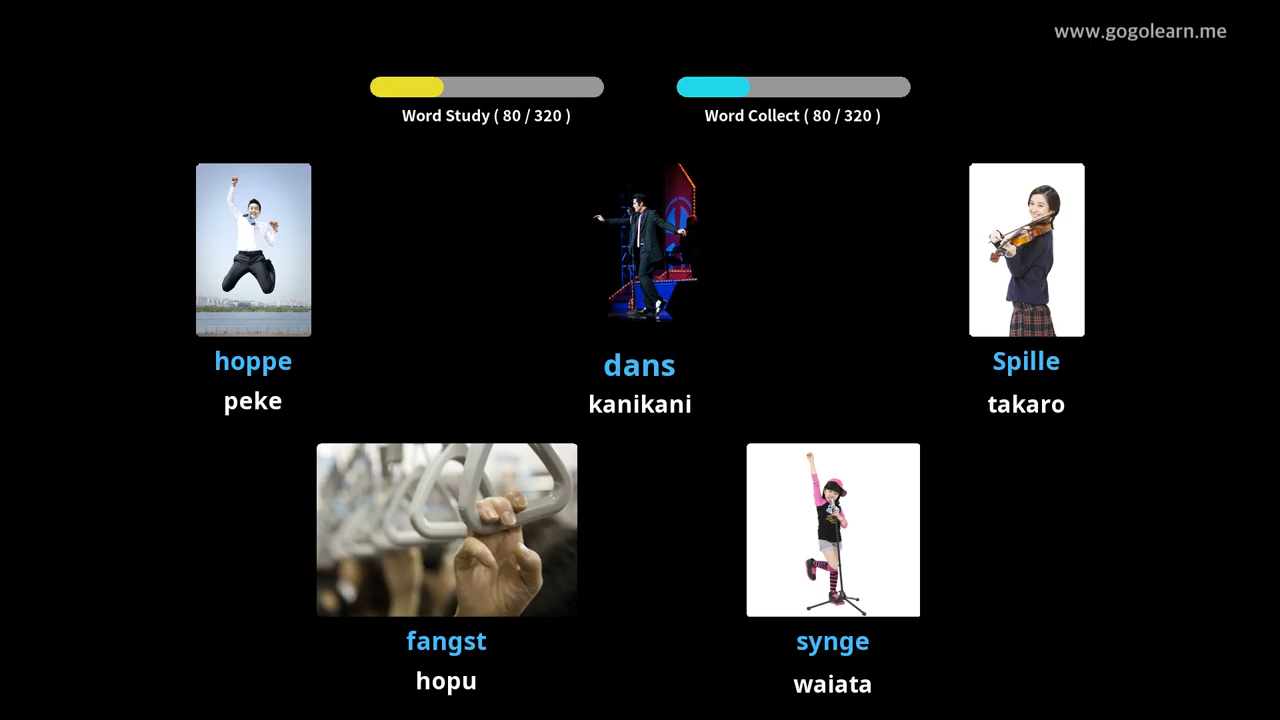 www.gogolearn.me
Word Study ( 80 / 320 )
Word Collect ( 80 / 320 )
hoppe
peke
dans
kanikani
Spille
takaro
fangst
hopu
synge
waiata